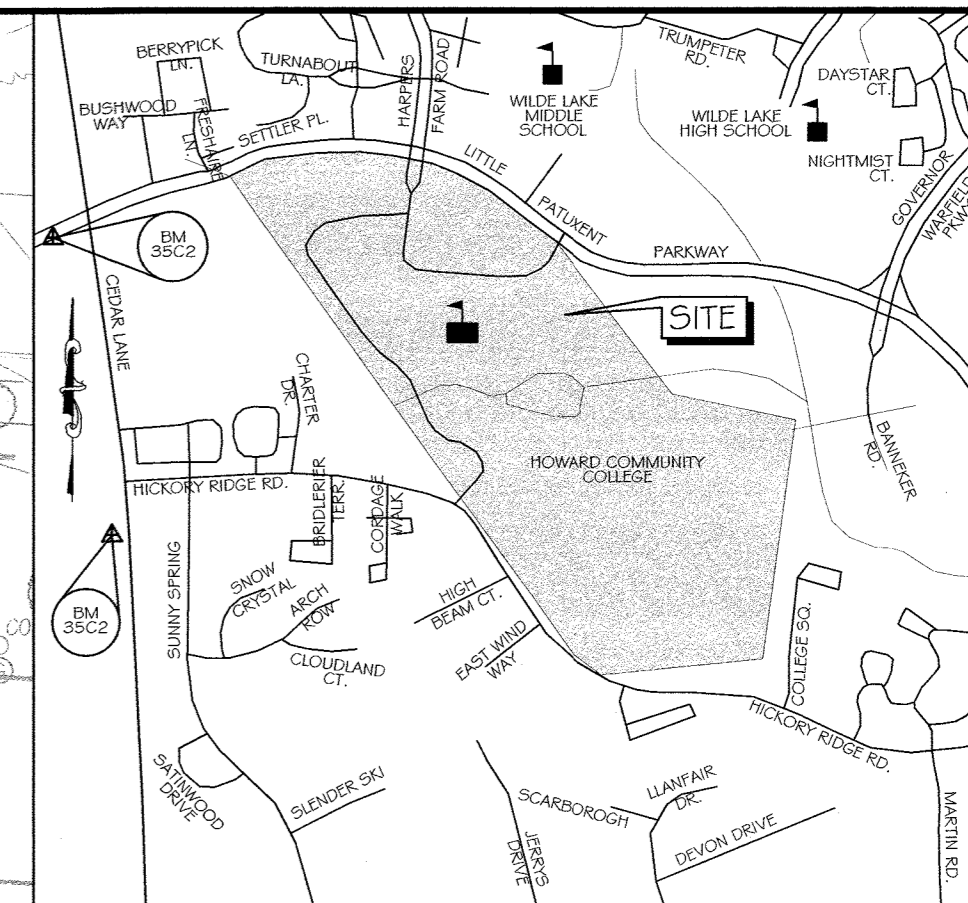 BERRYPICK
LN.
TURNABOUT
LA.
BUSHWOOD
WAY
FRESHAIRE
LN.
SETTLER PL.
HARPERS
FARM ROAD
WILDE LAKE
MIDDLE
SCHOOL
TRUMPETER
RD.
WILDE LAKE
HIGH SCHOOL
DAYSTAR
CT.
NIGHTMIST
CT.
GOVERNOR
WARFIELD
PKWY
LITTLE
PATUXENT
PARKWAY
BM
35C2
CEDAR LANE
SITE
CHARTER
DR.
HOWARD COMMUNITY
COLLEGE
BANNEKER
RD.
HICKORY RIDGE RD.
BRIDLERIER
TERR.
CORDAGE
WALK
BM
35C2
SUNNY SPRING
SNOW
CRYSTAL
ARCH
ROW
CLOUDLAND
CT.
HIGH
BEAM CT.
EAST WIND
WAY
COLLEGE SQ.
HICKORY RIDGE RD.
SATINWOOD
DRIVE
SLENDER SKI
JERRYS
DRIVE
SCARBOROGH
LLANFAIR
DR.
DEVON DRIVE
MARTIN RD.